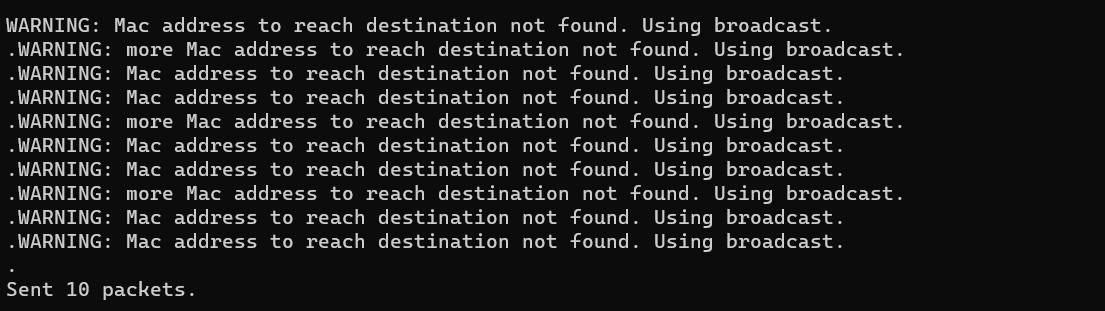 WARNING: Mac address to reach destination not found. Using broadcast.
.WARNING: more Mac address to reach destination not found. Using broadcast.
.WARNING: Mac address to reach destination not found. Using broadcast.
.WARNING: Mac address to reach destination not found. Using broadcast.
.WARNING: more Mac address to reach destination not found. Using broadcast.
.WARNING: Mac address to reach destination not found. Using broadcast.
.WARNING: Mac address to reach destination not found. Using broadcast.
.WARNING: more Mac address to reach destination not found. Using broadcast.
.WARNING: Mac address to reach destination not found. Using broadcast.
.WARNING: Mac address to reach destination not found. Using broadcast.
.
Sent 10 packets.